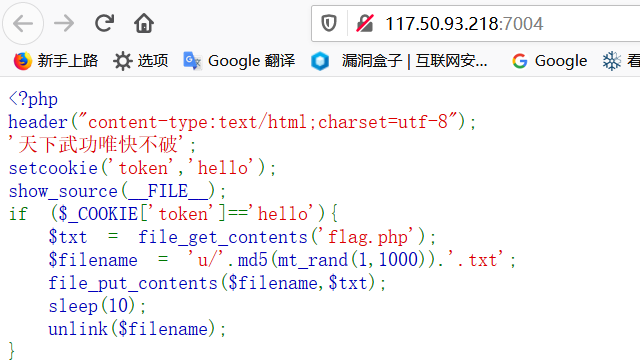 117.50.93.218:7004
新手上路 选项 Google 翻译 漏洞盒子 | 互联网安... Google 看
<?php
header("content-type:text/html;charset=utf-8");
'天下武功唯快不破';
setcookie('token','hello');
show_source(__FILE__);
if ($_COOKIE['token']=='hello'){
    $txt = file_get_contents('flag.php');
    $filename = 'u/'.md5(mt_rand(1,1000)).'.txt';
    file_put_contents($filename,$txt);
    sleep(10);
    unlink($filename);
}